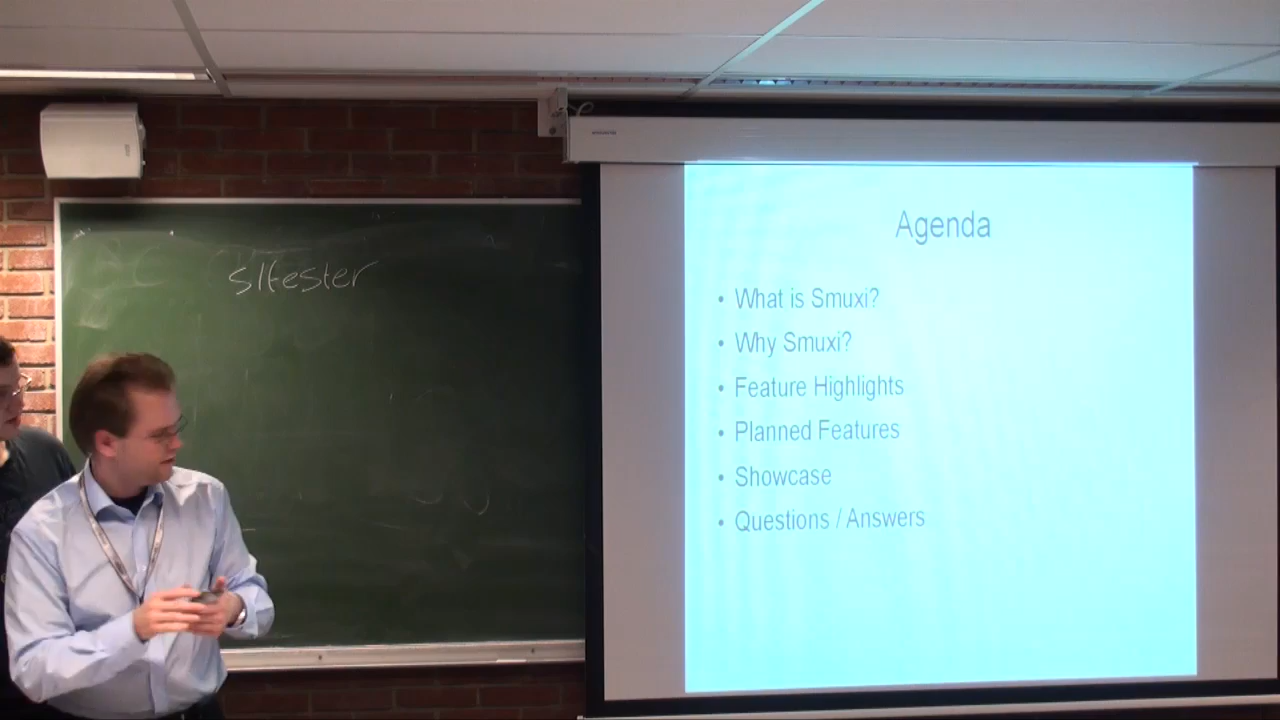 slfester
Agenda
• What is Smuxi?
• Why Smuxi?
• Feature Highlights
• Planned Features
• Showcase
• Questions / Answers